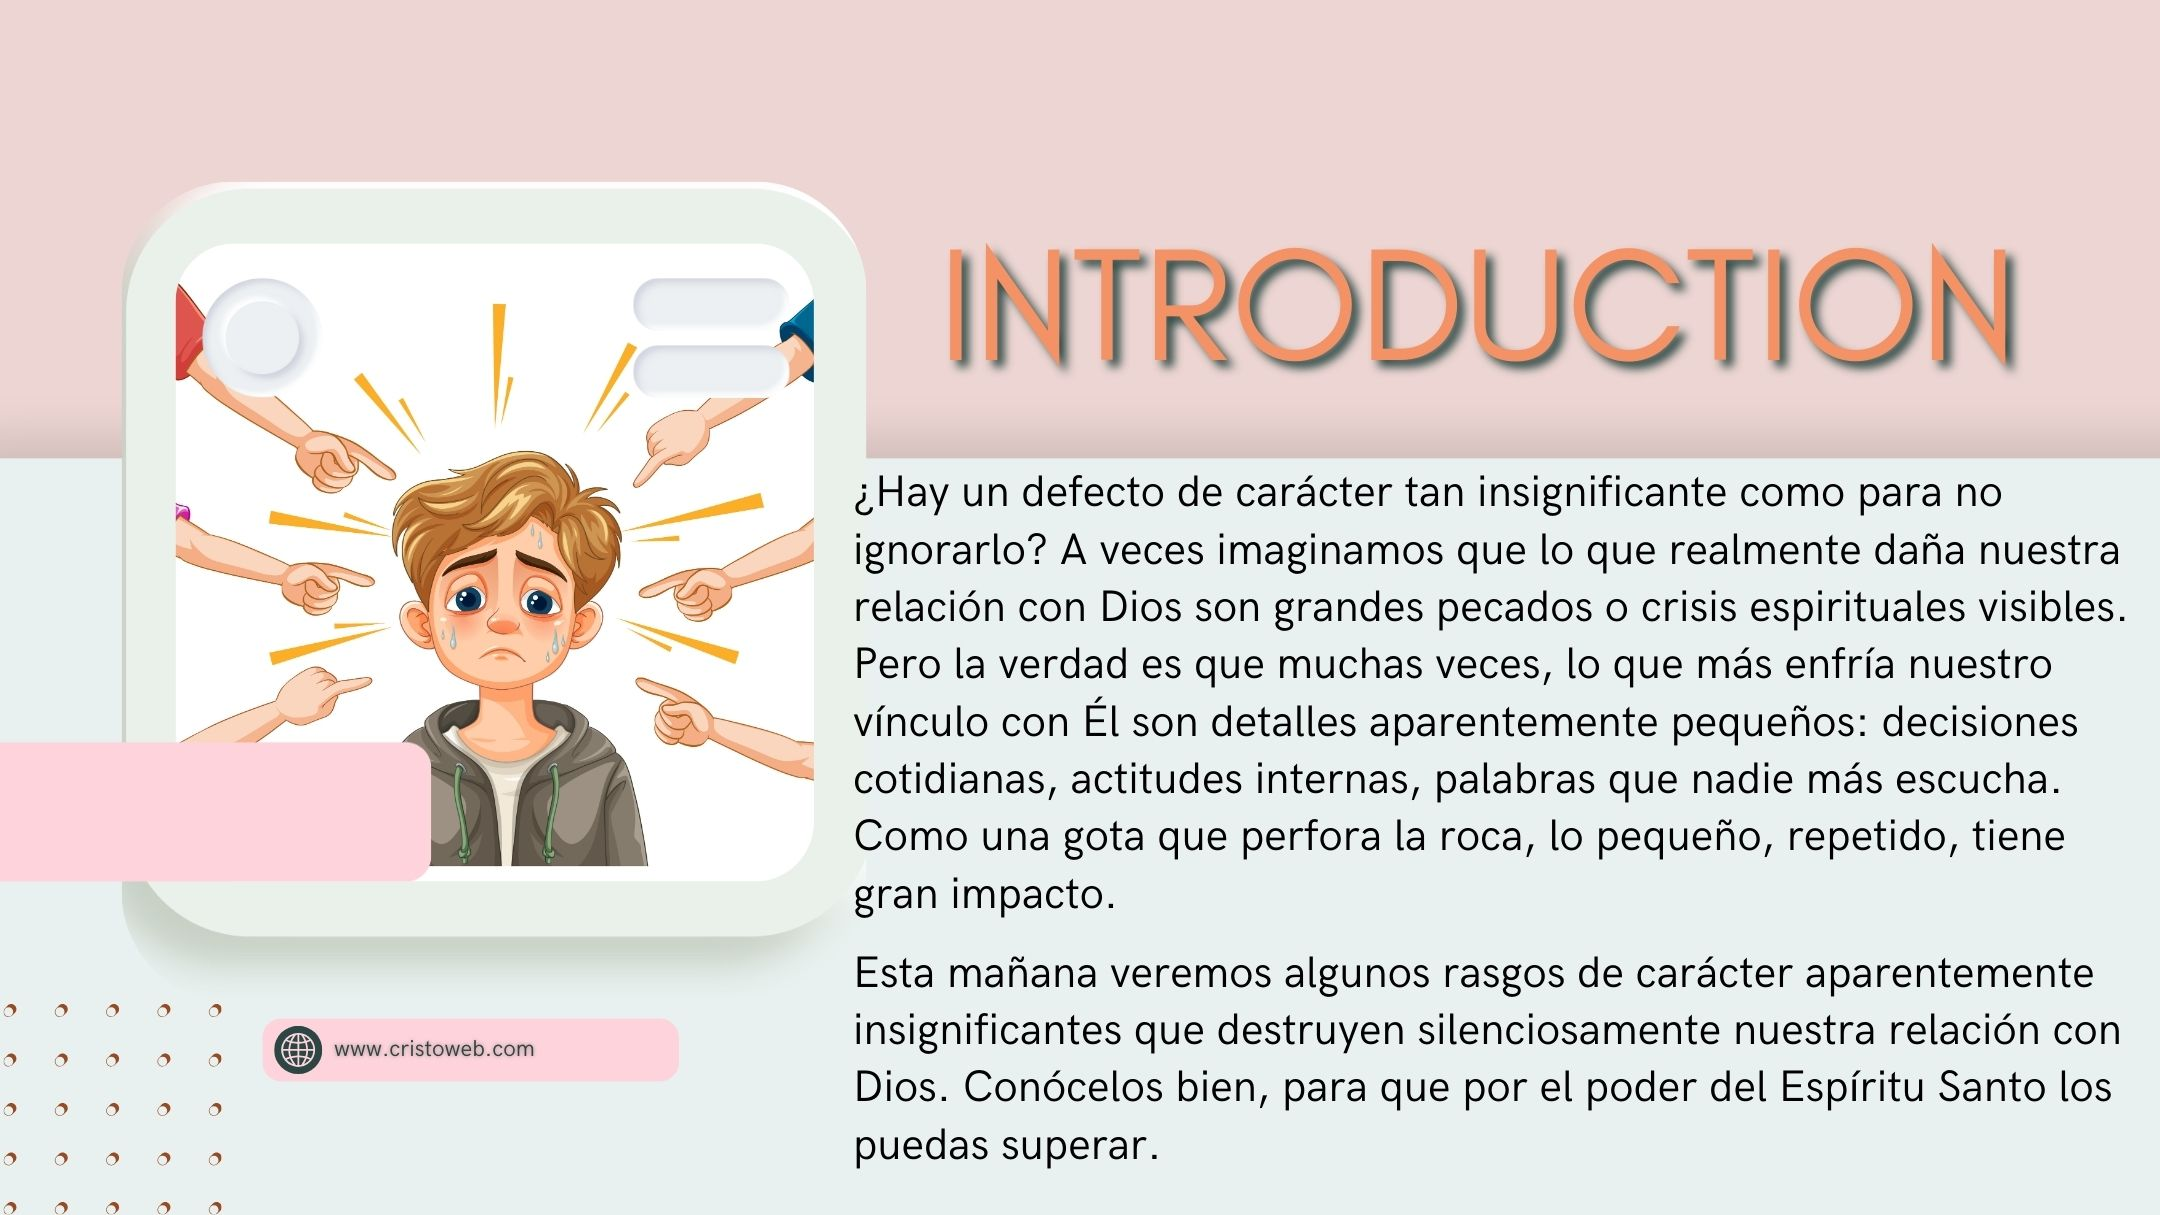 INTRODUCTION
¿Hay un defecto de carácter tan insignificante como para no
ignorarlo? A veces imaginamos que lo que realmente daña nuestra
relación con Dios son grandes pecados o crisis espirituales visibles.
Pero la verdad es que muchas veces, lo que más enfría nuestro
vínculo con Él son detalles aparentemente pequeños: decisiones
cotidianas, actitudes internas, palabras que nadie más escucha.
Como una gota que perfora la roca, lo pequeño, repetido, tiene
gran impacto.
Esta mañana veremos algunos rasgos de carácter aparentemente
insignificantes que destruyen silenciosamente nuestra relación con
Dios. Conócelos bien, para que por el poder del Espíritu Santo los
puedas superar.
www.cristoweb.com